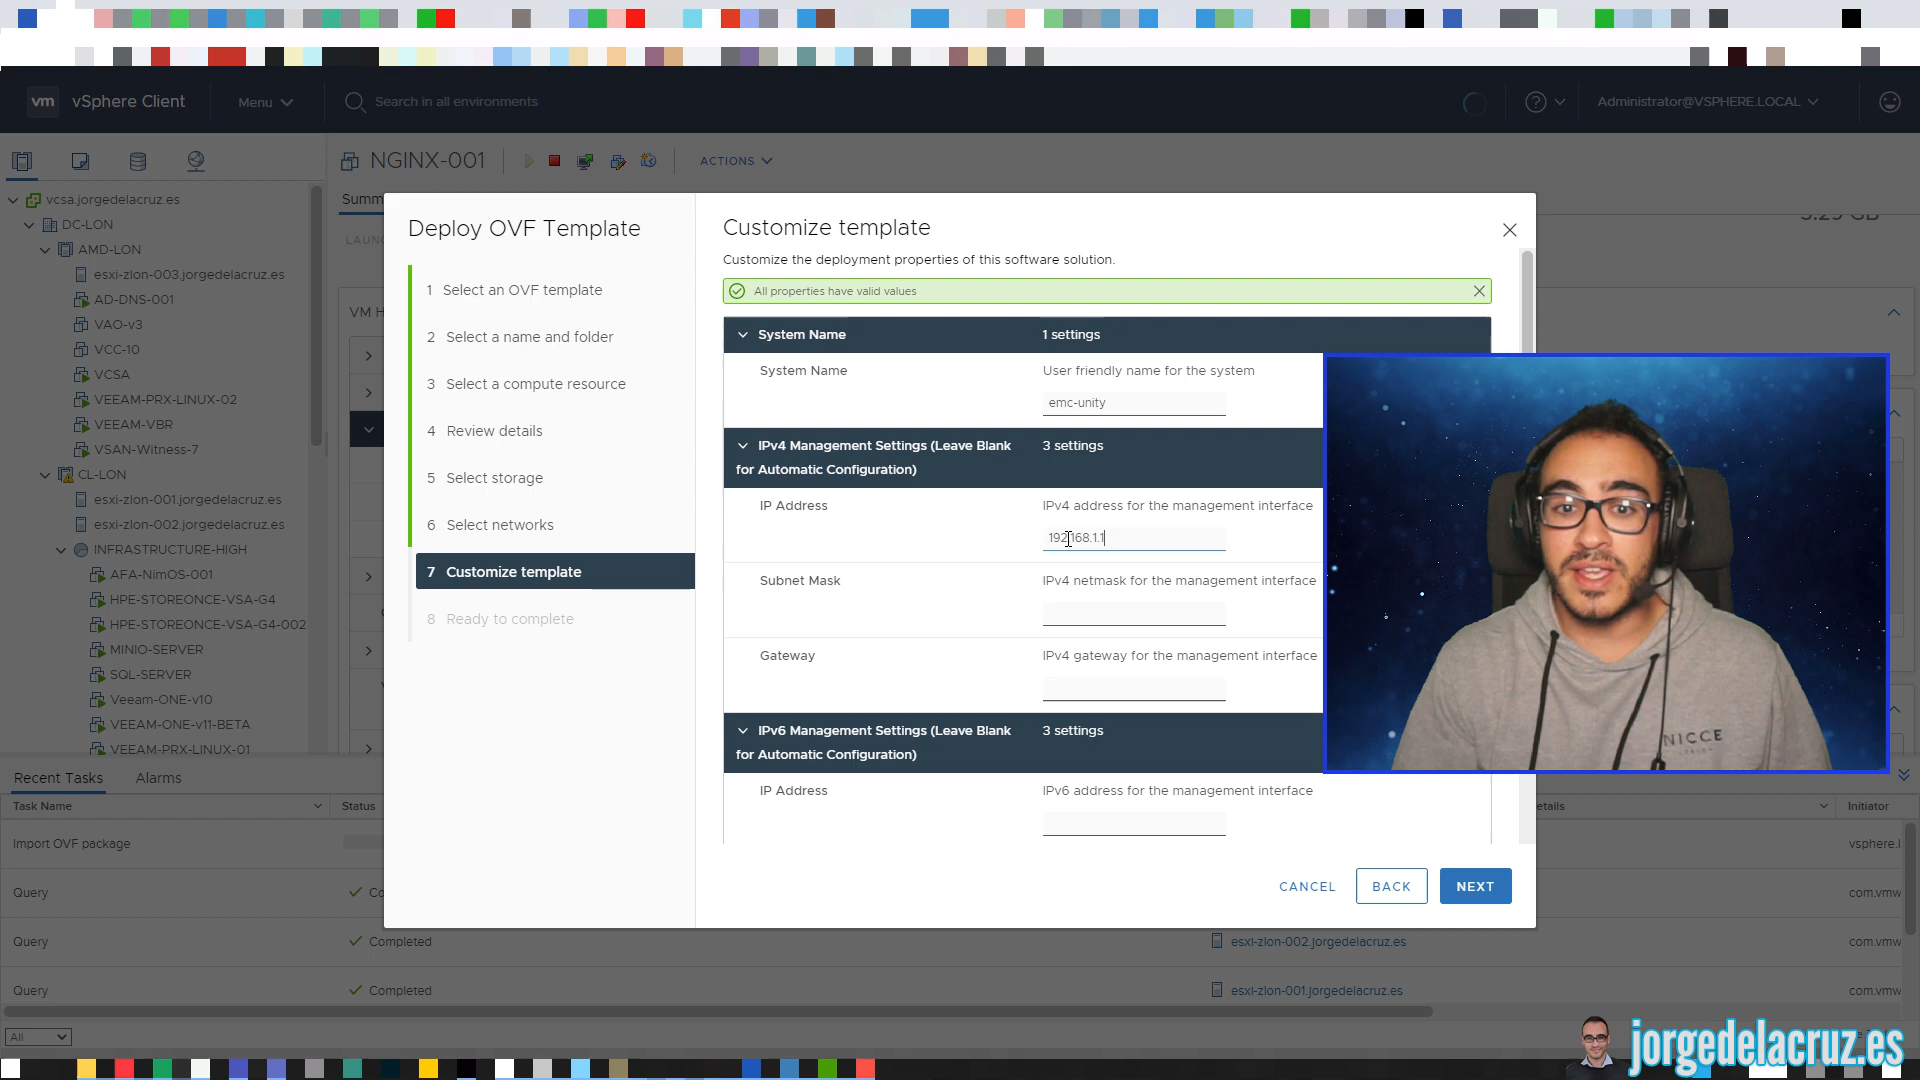 vm vSphere Client
Menu
Search in all environments
Administrator@VSPHERE.LOCAL
NGINX-001
ACTIONS
vcsa.jorgedelacruz.es
DC-LON
AMD-LON
esxi-zlon-003.jorgedelacruz.es
AD-DNS-001
VAO-v3
VCC-10
VCSA
VEEAM-PRX-LINUX-02
VEEAM-VBR
VSAN-Witness-7
CL-LON
esxi-zlon-001.jorgedelacruz.es
esxi-zlon-002.jorgedelacruz.es
INFRASTRUCTURE-HIGH
AFA-NimOS-001
HPE-STOREONCE-VSA-G4
HPE-STOREONCE-VSA-G4-002
MINIO-SERVER
SQL-SERVER
Veeam-ONE-v10
VEEAM-ONE-v11-BETA
VEEAM-PRX-LINUX-01
Summ
LAUN
VM H
Deploy OVF Template
1 Select an OVF template
2 Select a name and folder
3 Select a compute resource
4 Review details
5 Select storage
6 Select networks
7 Customize template
8 Ready to complete
Customize template
Customize the deployment properties of this software solution.
All properties have valid values
System Name 1 settings
System Name User friendly name for the system
emc-unity
IPv4 Management Settings (Leave Blank 3 settings
for Automatic Configuration)
IP Address IPv4 address for the management interface
192.168.1.1
Subnet Mask IPv4 netmask for the management interface
Gateway IPv4 gateway for the management interface
IPv6 Management Settings (Leave Blank 3 settings
for Automatic Configuration)
IP Address IPv6 address for the management interface
CANCEL BACK NEXT
NICCE
Recent Tasks Alarms
Task Name Status etails Initiator
Import OVF package vsphere.l
Query Co com.vmw
Query Completed esxi-zlon-002.jorgedelacruz.es com.vmw
Query Completed esxi-zlon-001.jorgedelacruz.es com.vmw
All
jorgedelacruz.es